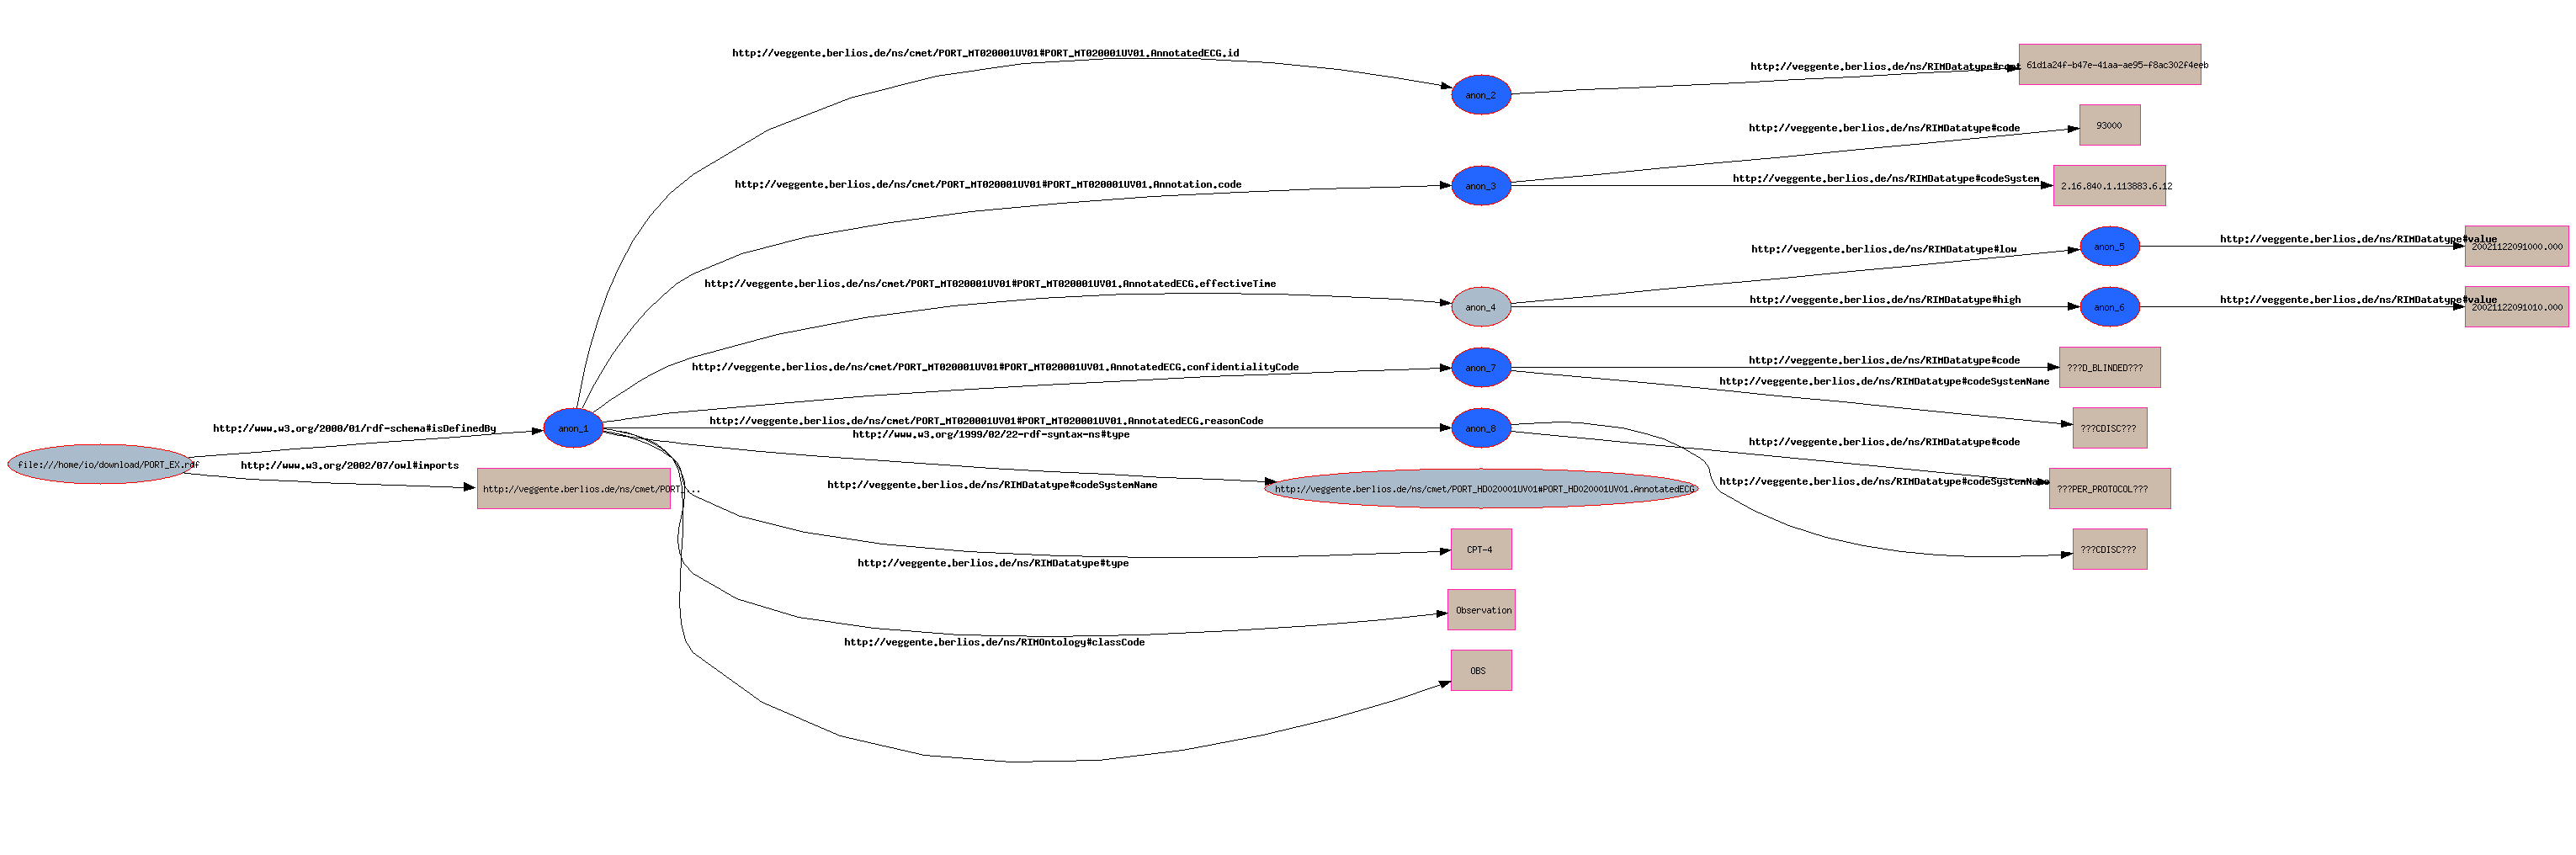 http://veggente.berlios.de/ns/cmet/PORT_MT020001UV01#PORT_MT020001UV01.AnnotatedECG.id
http://veggente.berlios.de/ns/RIMDatatype#root
61d1a24f-b47e-41aa-ae95-f8ac302f4eeb
anon_2
93000
http://veggente.berlios.de/ns/RIMDatatype#code
http://veggente.berlios.de/ns/cmet/PORT_MT020001UV01#PORT_MT020001UV01.Annotation.code
anon_3
http://veggente.berlios.de/ns/RIMDatatype#codeSystem
2.16.840.1.113883.6.12
http://veggente.berlios.de/ns/RIMDatatype#low
anon_5
http://veggente.berlios.de/ns/RIMDatatype#value
20021122091000.000
http://veggente.berlios.de/ns/cmet/PORT_MT020001UV01#PORT_MT020001UV01.AnnotatedECG.effectiveTime
anon_4
http://veggente.berlios.de/ns/RIMDatatype#high
anon_6
http://veggente.berlios.de/ns/RIMDatatype#value
20021122091010.000
http://veggente.berlios.de/ns/cmet/PORT_MT020001UV01#PORT_MT020001UV01.AnnotatedECG.confidentialityCode
anon_7
http://veggente.berlios.de/ns/RIMDatatype#code
???D_BLINDED???
http://veggente.berlios.de/ns/RIMDatatype#codeSystemName
???CDISC???
http://www.w3.org/2000/01/rdf-schema#isDefinedBy
anon_1
http://veggente.berlios.de/ns/cmet/PORT_MT020001UV01#PORT_MT020001UV01.AnnotatedECG.reasonCode
anon_8
http://www.w3.org/1999/02/22-rdf-syntax-ns#type
http://veggente.berlios.de/ns/RIMDatatype#code
file:///home/io/download/PORT_EX.rdf
http://www.w3.org/2002/07/owl#imports
http://veggente.berlios.de/ns/cmet/PORT_...
http://veggente.berlios.de/ns/RIMDatatype#codeSystemName
http://veggente.berlios.de/ns/cmet/PORT_HD020001UV01#PORT_HD020001UV01.AnnotatedECG
http://veggente.berlios.de/ns/RIMDatatype#codeSystemName
???PER_PROTOCOL???
CPT-4
???CDISC???
http://veggente.berlios.de/ns/RIMDatatype#type
Observation
http://veggente.berlios.de/ns/RIMOntology#classCode
OBS